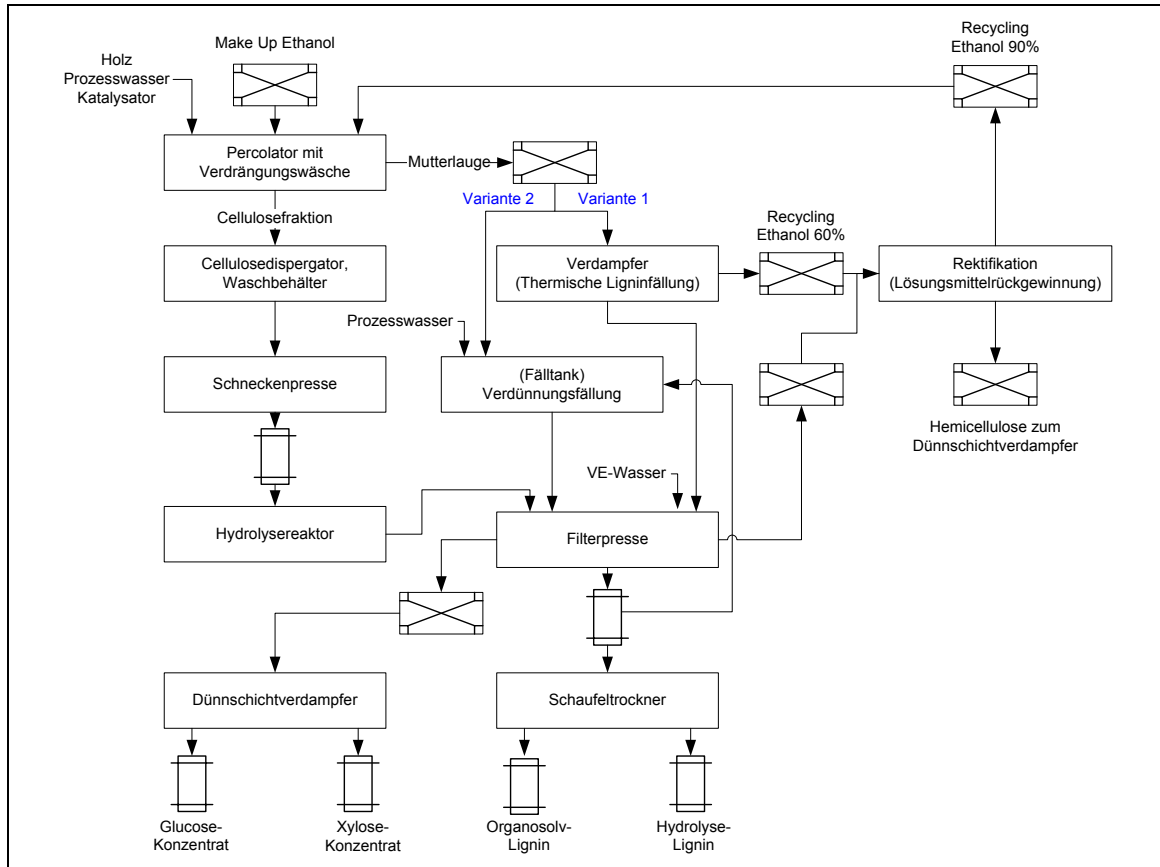 Make Up Ethanol
Recycling
Ethanol 90%
Holz
Prozesswasser
Katalysator
Percolator mit
Verdrängungswäsche
Mutterlauge
Variante 2
Variante 1
Cellulosefraktion
Recycling
Ethanol 60%
Cellulosedispergator,
Waschbehälter
Verdampfer
(Thermische Ligninfällung)
Rektifikation
(Lösungsmittelrückgewinnung)
Prozesswasser
Schneckenpresse
(Fälltank)
Verdünnungsfällung
Hemicellulose zum
Dünnschichtverdampfer
VE-Wasser
Hydrolysereaktor
Filterpresse
Dünnschichtverdampfer
Schaufeltrockner
Glucose-
Konzentrat
Xylose-
Konzentrat
Organosolv-
Lignin
Hydrolyse-
Lignin